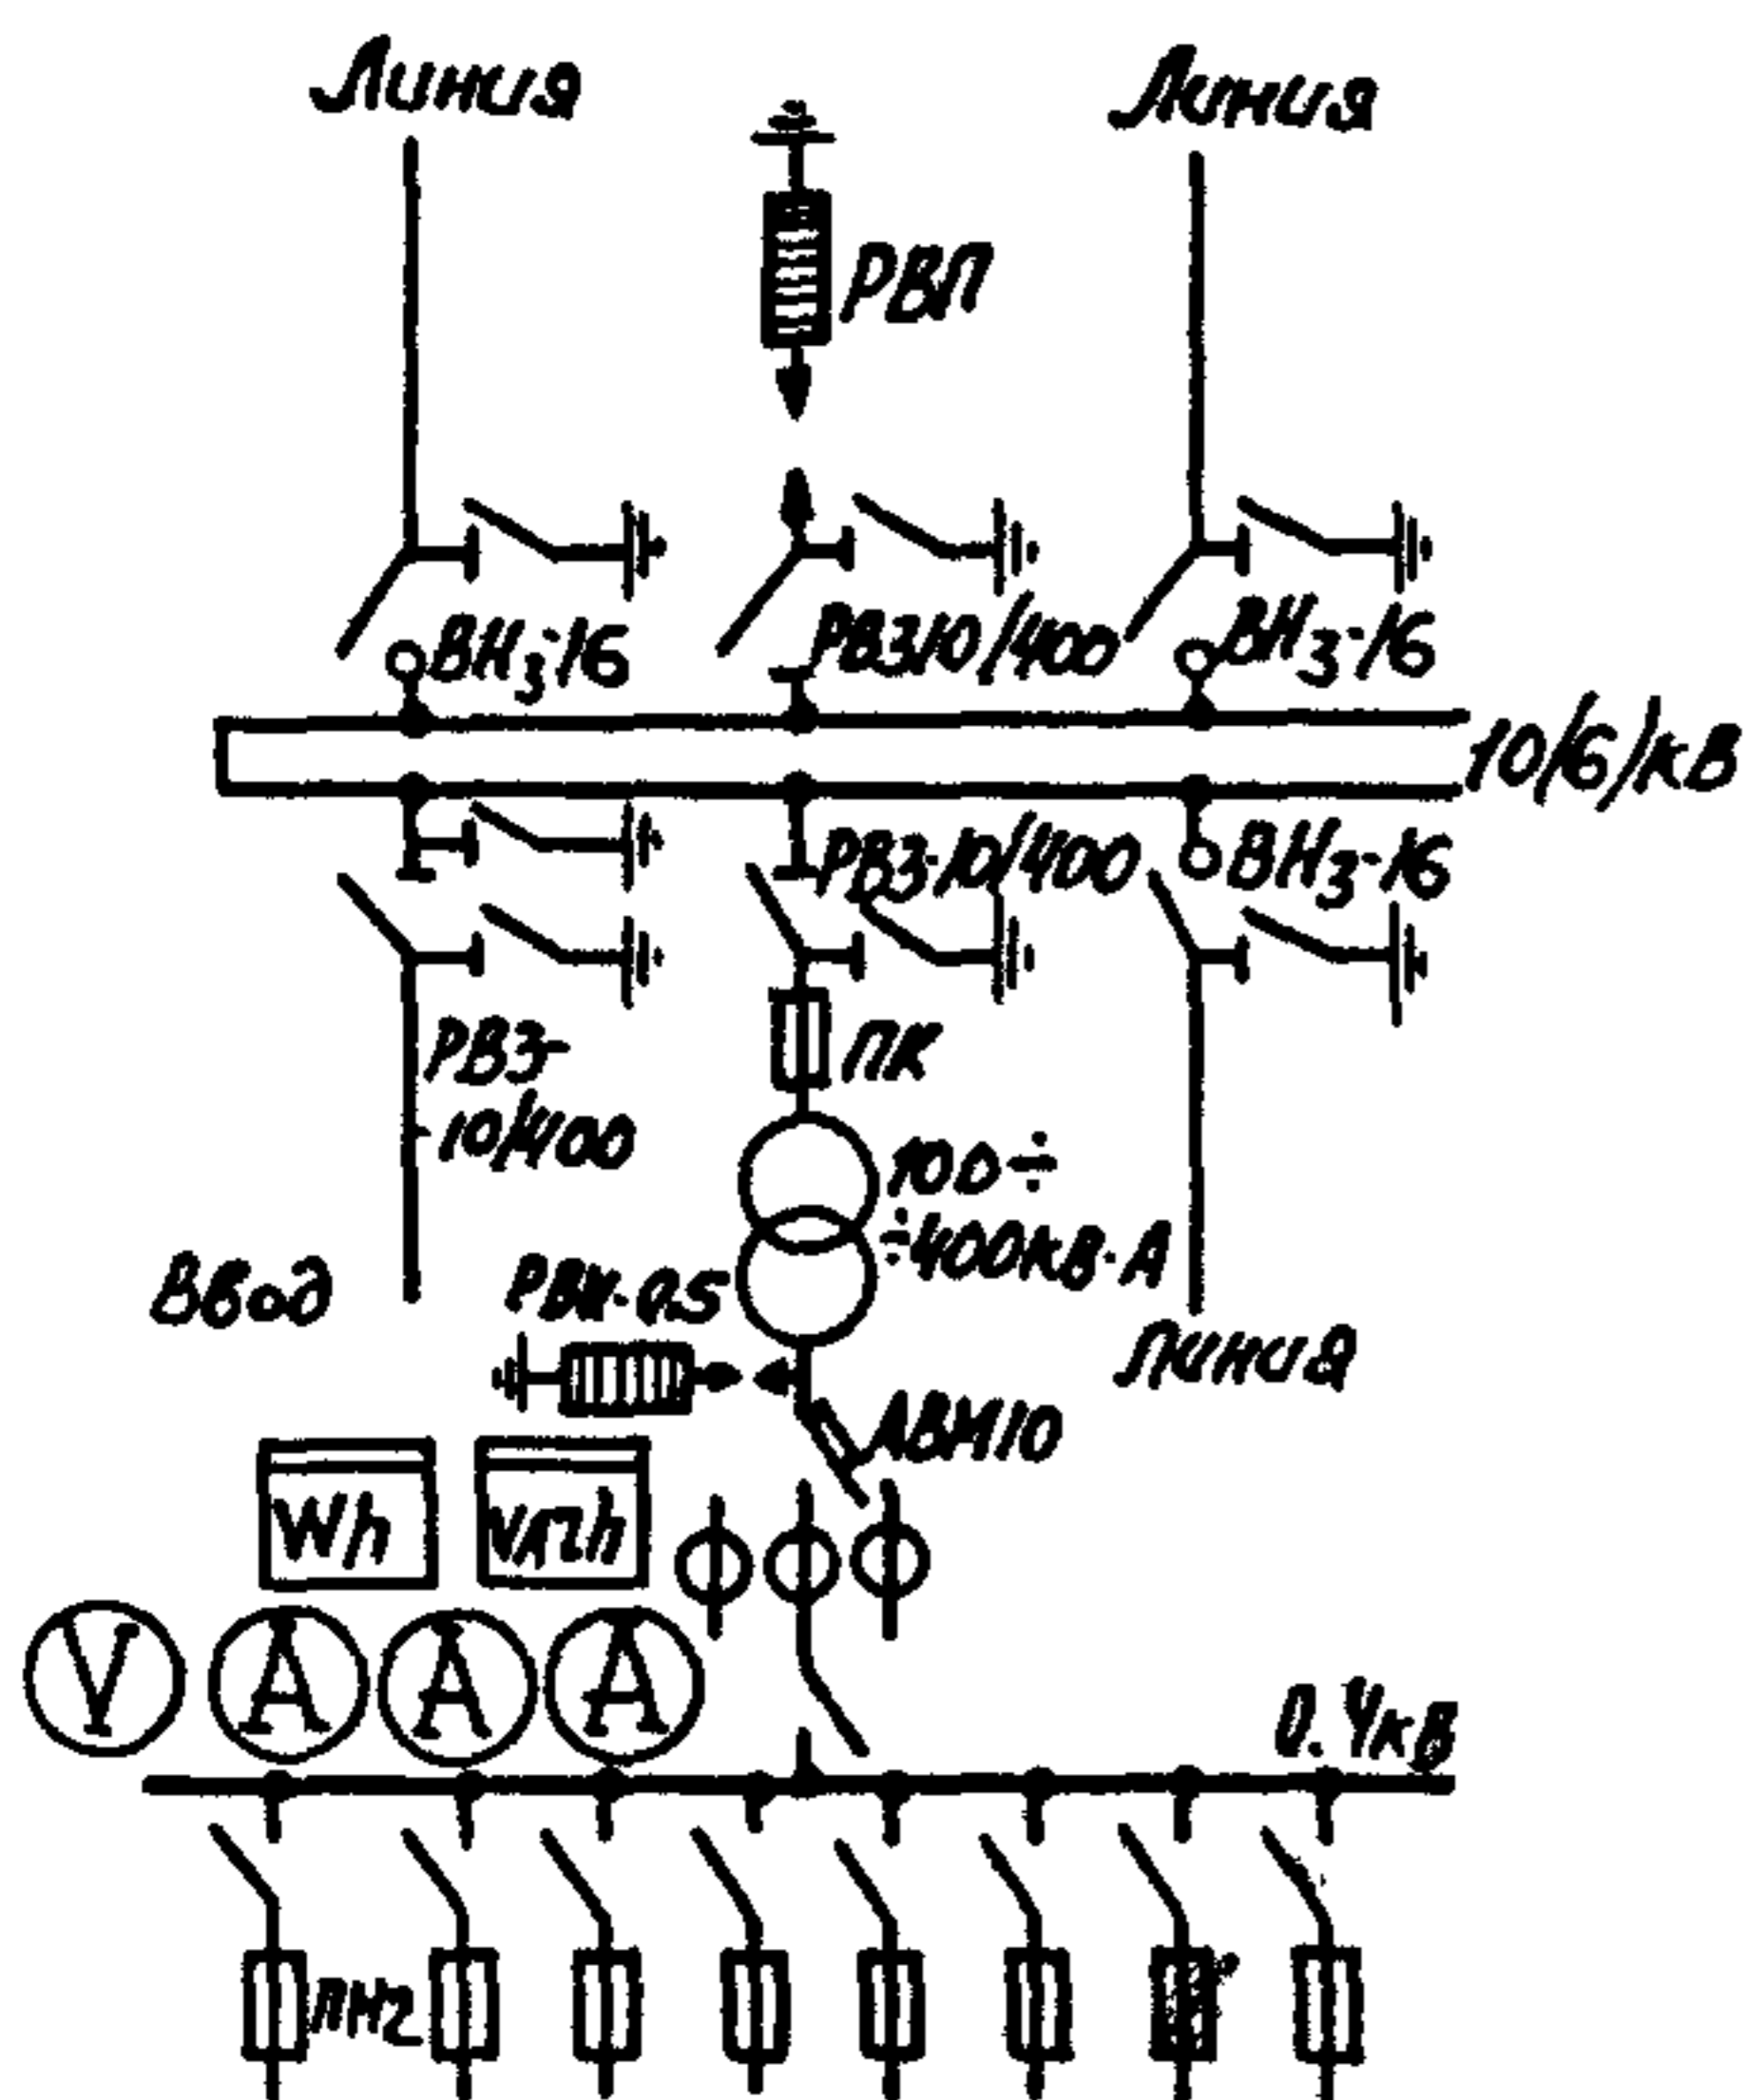 Линия
Линия
РВП
ВНз-16
РВЗ10/400
ВНз-16
10/6/кВ
РВЗ-10/400
ВНз-16
РВЗ-
10/400
ПК
100÷
÷400кВ·А
Ввод
РВН-0,5
Линия
АВМ10
Wh
VArh
V
A
A
A
0.4кВ
ПН2